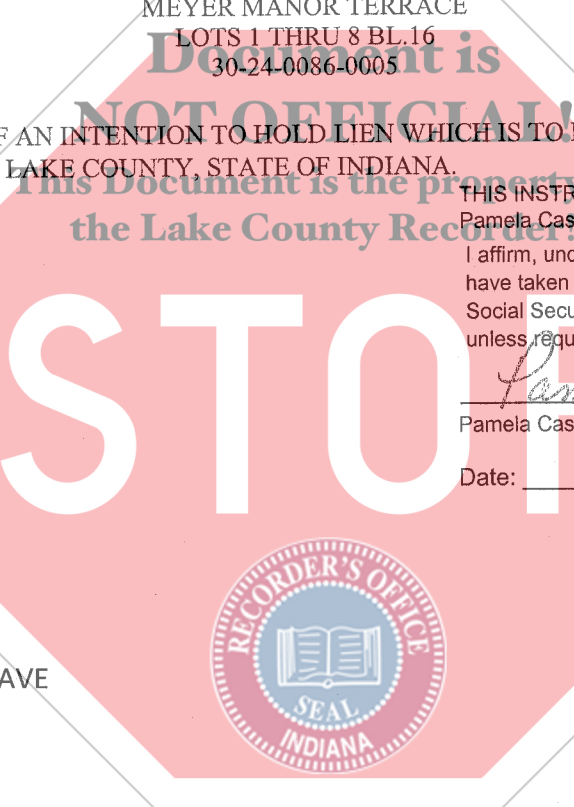 MEYER MANOR TERRACE
LOTS 1 THRU 8 BL.16
30-24-0086-0005
Document is
NOT OFFICIAL!
This Document is the property
the Lake County Recorder!
F AN INTENTION TO HOLD LIEN WHICH IS TO
LAKE COUNTY, STATE OF INDIANA.
THIS INSTR
Pamela Cas
I affirm, und
have taken
Social Secu
unless requ
Pam
Pamela Cas
Date:
STOP
AVE
RECORDER'S OFFICE
SEAL
INDIANA